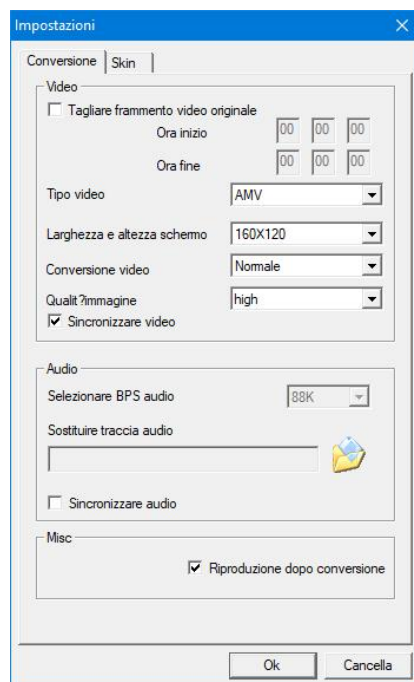 Impostazioni
Conversione Skin
Video
Tagliare frammento video originale
Ora inizio 00 00 00
Ora fine 00 00 00
Tipo video AMV
Larghezza e altezza schermo 160X120
Conversione video Normale
Qualit?immagine high
Sincronizzare video
Audio
Selezionare BPS audio 88K
Sostituire traccia audio
Sincronizzare audio
Misc
Riproduzione dopo conversione
Ok Cancella